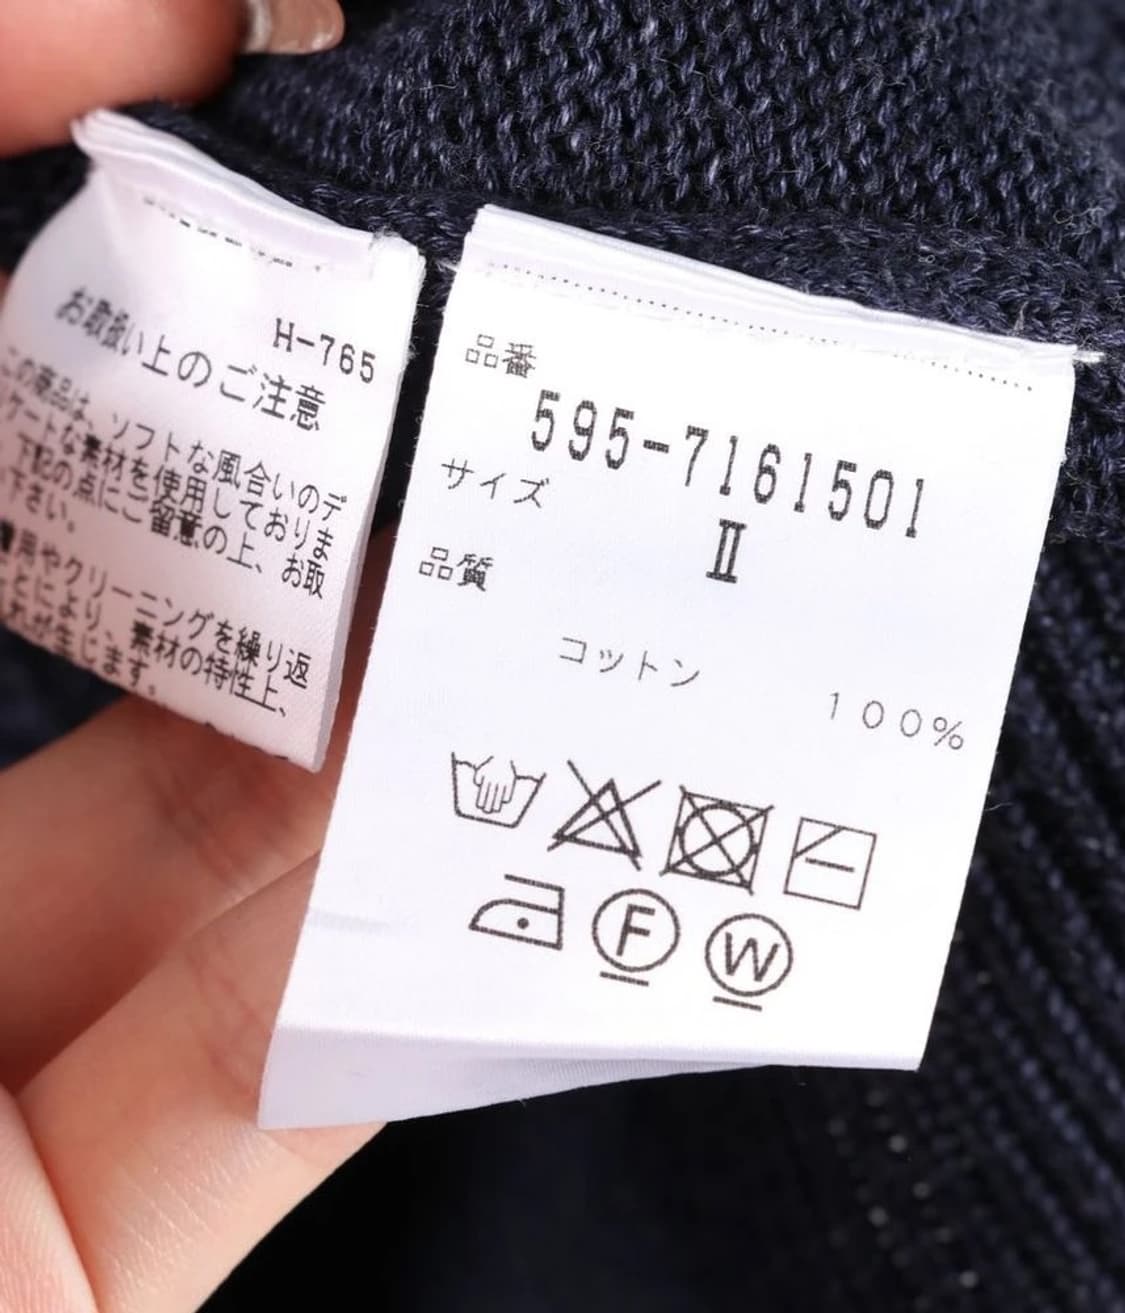 H-765
お取扱い上のご注意
この商品は、ソフトな風合いのデ
ケートな素材を使用しておりま
下記の点にご留意の上、お取
下さい。
着用やクリーニングを繰り返
ことにより、素材の特性上、
れが生じます。
品番
595-7161501
サイズ
II
品質
コットン 100%
F
W